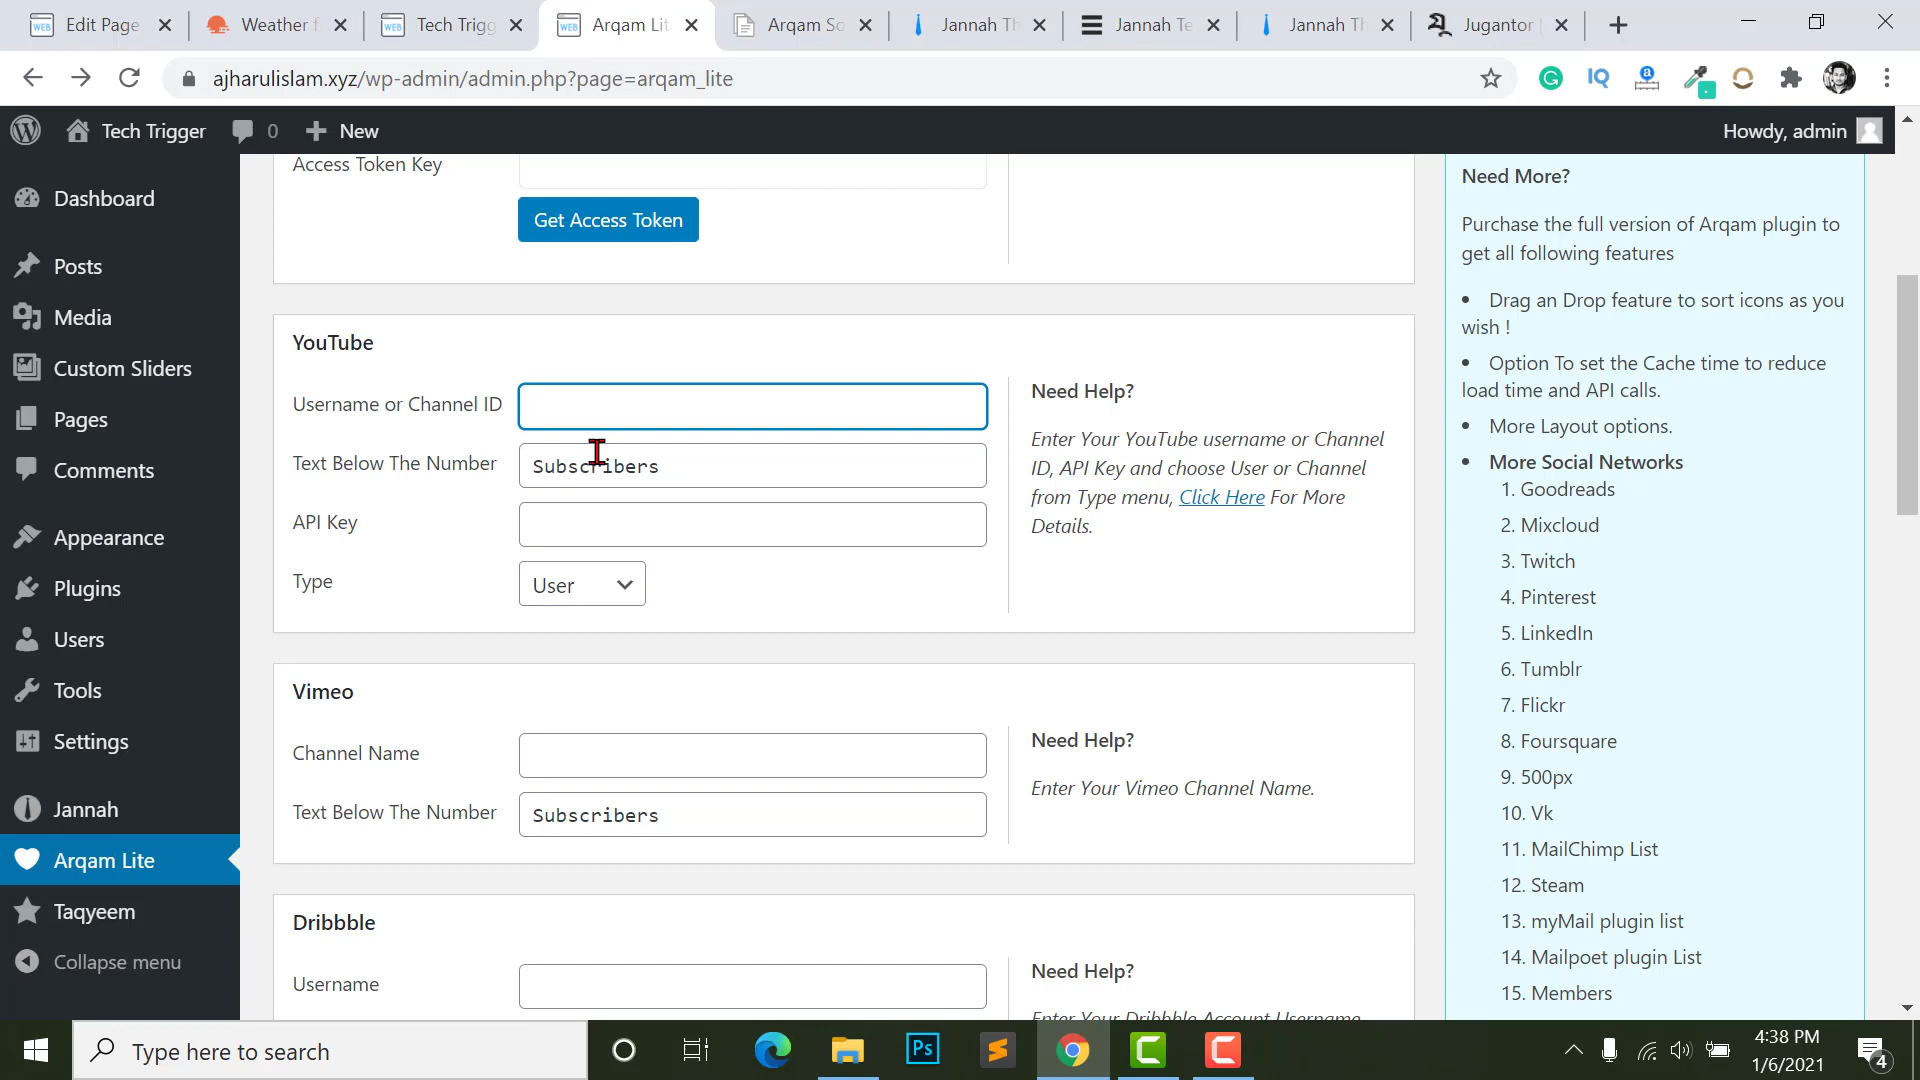 Edit Page
Weather f
Tech Trigg
Arqam Lit
Arqam So
Jannah Th
Jannah Te
Jannah Th
Jugantor
ajharulislam.xyz/wp-admin/admin.php?page=arqam_lite
Tech Trigger
0
New
Howdy, admin
Dashboard
Posts
Media
Custom Sliders
Pages
Comments
Appearance
Plugins
Users
Tools
Settings
Jannah
Arqam Lite
Taqyeem
Collapse menu
Access Token Key
Get Access Token
YouTube
Username or Channel ID
Text Below The Number
Subscribers
API Key
Type
User
Need Help?
Enter Your YouTube username or Channel
ID, API Key and choose User or Channel
from Type menu, Click Here For More
Details.
Vimeo
Channel Name
Text Below The Number
Subscribers
Need Help?
Enter Your Vimeo Channel Name.
Dribbble
Username
Need Help?
Enter Your Dribbble Account Username
Need More?
Purchase the full version of Arqam plugin to
get all following features
• Drag an Drop feature to sort icons as you
wish !
• Option To set the Cache time to reduce
load time and API calls.
• More Layout options.
• More Social Networks
1. Goodreads
2. Mixcloud
3. Twitch
4. Pinterest
5. LinkedIn
6. Tumblr
7. Flickr
8. Foursquare
9. 500px
10. Vk
11. MailChimp List
12. Steam
13. myMail plugin list
14. Mailpoet plugin List
15. Members
Type here to search
Ps
4:38 PM
1/6/2021
4